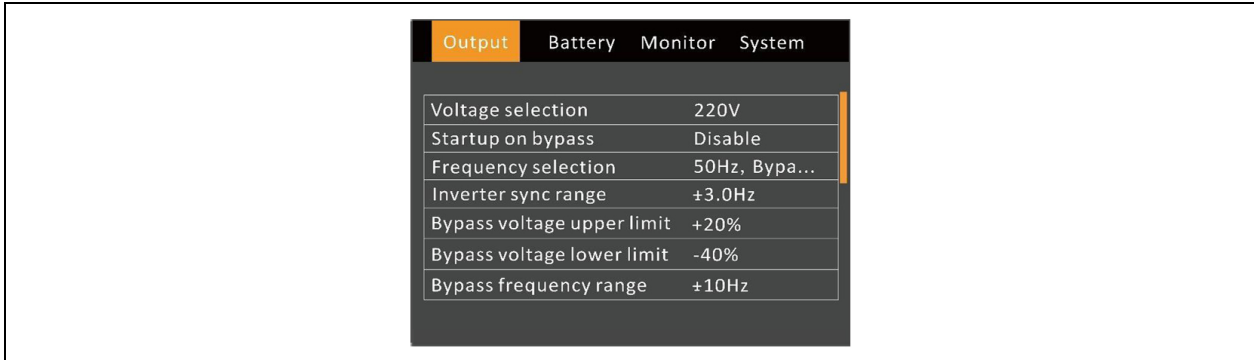 Output Battery Monitor System
Voltage selection 220V
Startup on bypass Disable
Frequency selection 50Hz, Bypa...
Inverter sync range ±3.0Hz
Bypass voltage upper limit +20%
Bypass voltage lower limit -40%
Bypass frequency range ±10Hz